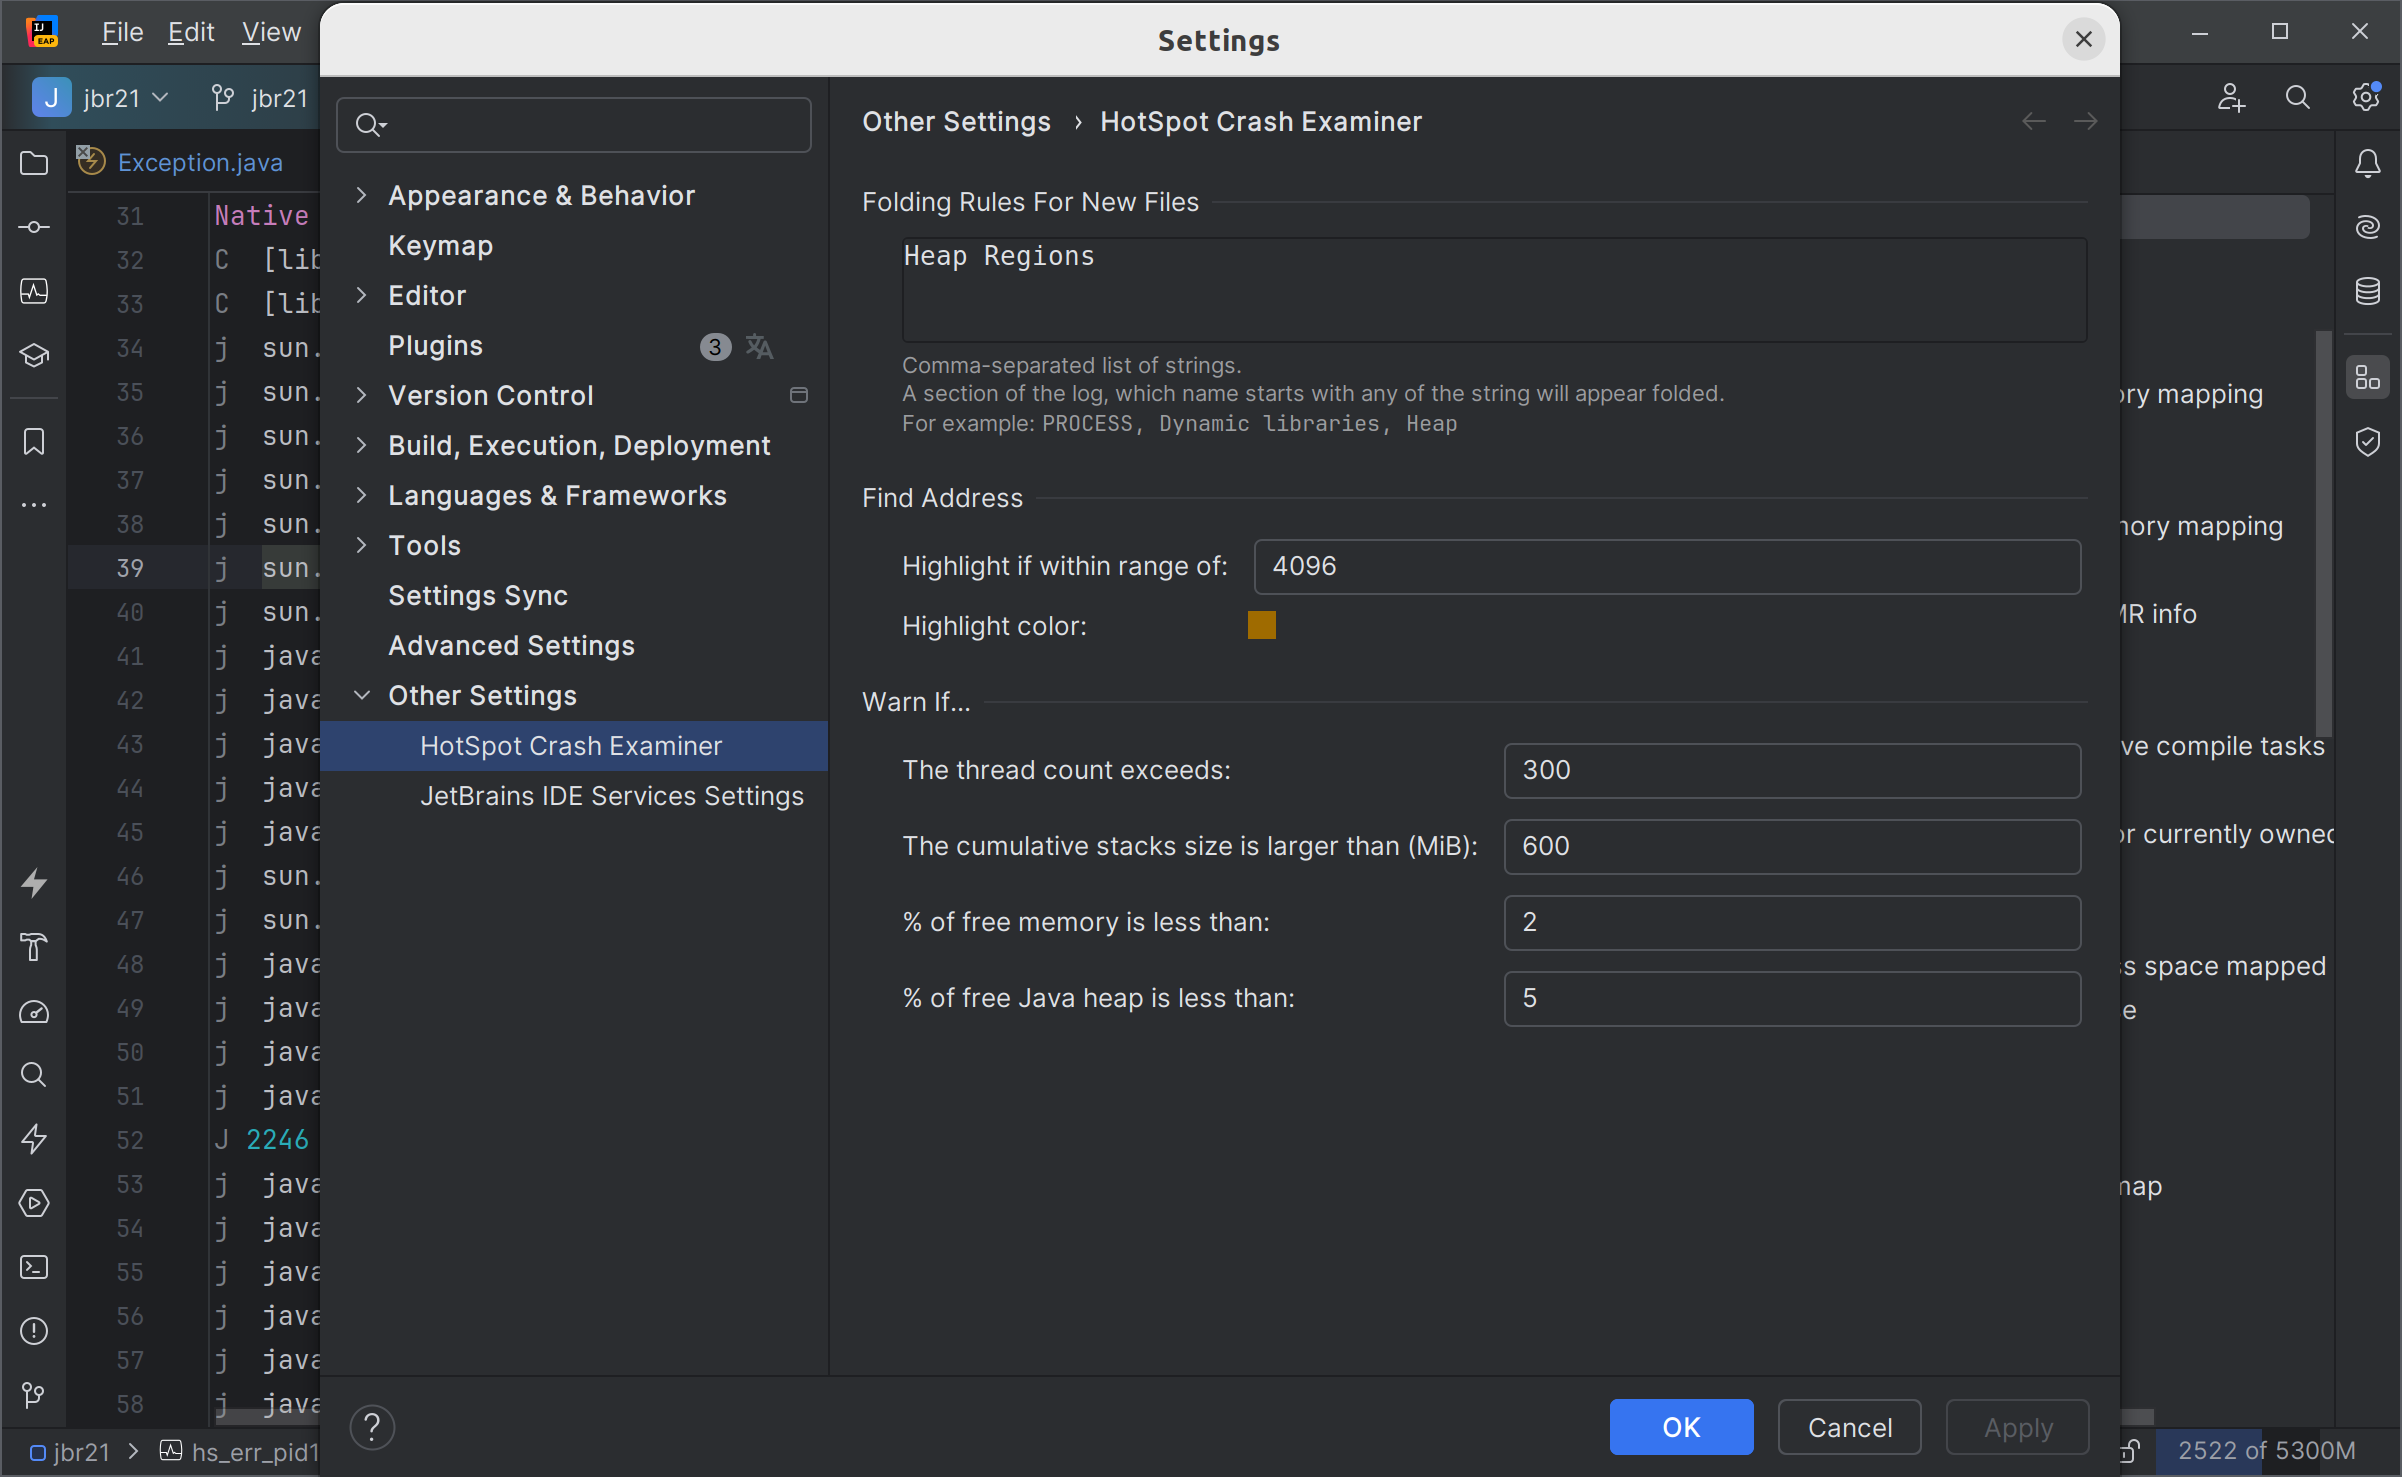 File Edit View
Settings
J jbr21 jbr21
Exception.java
31 Native
32 C [lib
33 C [lib
34 j sun.
35 j sun.
36 j sun.
37 j sun.
38 j sun.
39 j sun.
40 j sun.
41 j java
42 j java
43 j java
44 j java
45 j java
46 j sun.
47 j sun.
48 j java
49 j java
50 j java
51 j java
52 J 2246
53 j java
54 j java
55 j java
56 j java
57 j java
58 j java
Appearance & Behavior
Keymap
Editor
Plugins 3
Version Control
Build, Execution, Deployment
Languages & Frameworks
Tools
Settings Sync
Advanced Settings
Other Settings
HotSpot Crash Examiner
JetBrains IDE Services Settings
Other Settings › HotSpot Crash Examiner
Folding Rules For New Files
Heap Regions
Comma-separated list of strings.
A section of the log, which name starts with any of the string will appear folded.
For example: PROCESS, Dynamic libraries, Heap
Find Address
Highlight if within range of: 4096
Highlight color:
Warn If...
The thread count exceeds: 300
The cumulative stacks size is larger than (MiB): 600
% of free memory is less than: 2
% of free Java heap is less than: 5
? OK Cancel Apply
ory mapping
nory mapping
MR info
ve compile tasks
or currently owned
ss space mapped
e
map
jbr21 > hs_err_pid1
2522 of 5300M